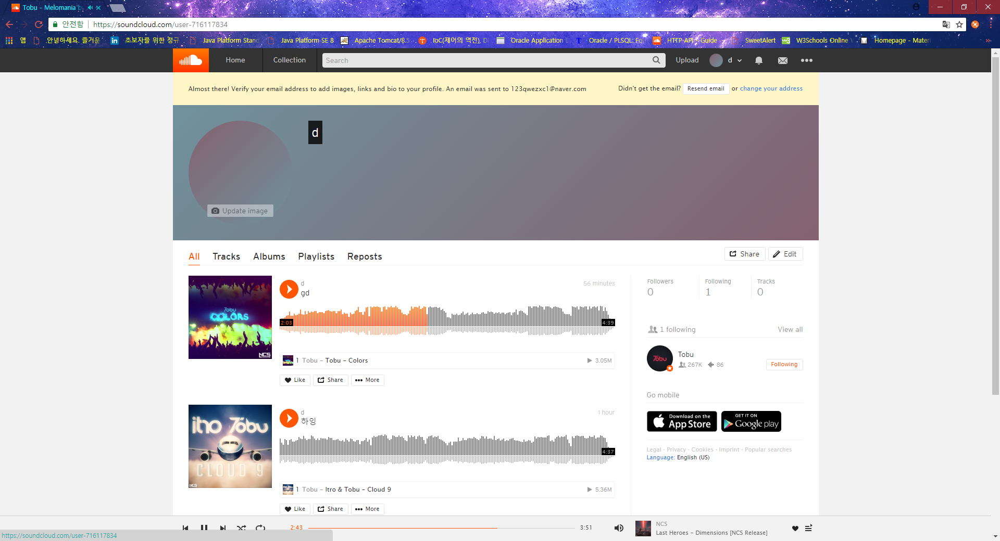 Tobu - Melomania b
안전함
https://soundcloud.com/user-716117834
앱
안녕하세요. 즐거운
초보자를 위한 정규
Java Platform Stand
Java Platform SE 8
Apache Tomcat/8.5
IoC(제어의 역전), D
Oracle Application
Oracle / PLSQL:
HTTP API - Guide
SweetAlert
W3Schools Online
Homepage - Mater
Home
Collection
Search
Upload
d
Almost there! Verify your email address to add images, links and bio to your profile. An email was sent to 123qwezxc1@naver.com
Didn't get the email? Resend email or change your address
d
Update image
All Tracks Albums Playlists Reposts
Share Edit
7obu
COLORS
NCS
d
gd
56 minutes
2:03
4:39
1 Tobu – Tobu – Colors
3.05M
Like Share More
itro 7obu
CLOUD 9
NCS
d
하잉
1 hour
4:37
1 Tobu – Itro & Tobu – Cloud 9
5.36M
Like Share More
Followers Following Tracks
0 1 0
1 following View all
7obu
Tobu
267K 86
Following
Go mobile
Download on the
App Store
GET IT ON
Google play
Legal - Privacy - Cookies - Imprint - Popular searches
Language: English (US)
2:43
3:51
NCS
Last Heroes – Dimensions [NCS Release]
https://soundcloud.com/user-716117834